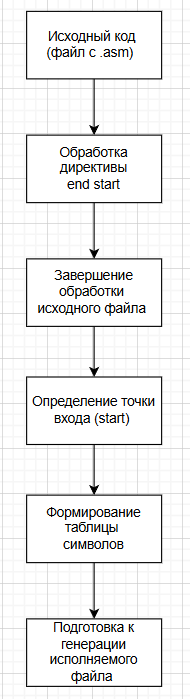 Исходный код
(файл с .asm)
Обработка
директивы
end start
Завершение
обработки
исходного файла
Определение точки
входа (start)
Формирование
таблицы
символов
Подготовка к
генерации
исполняемого
файла